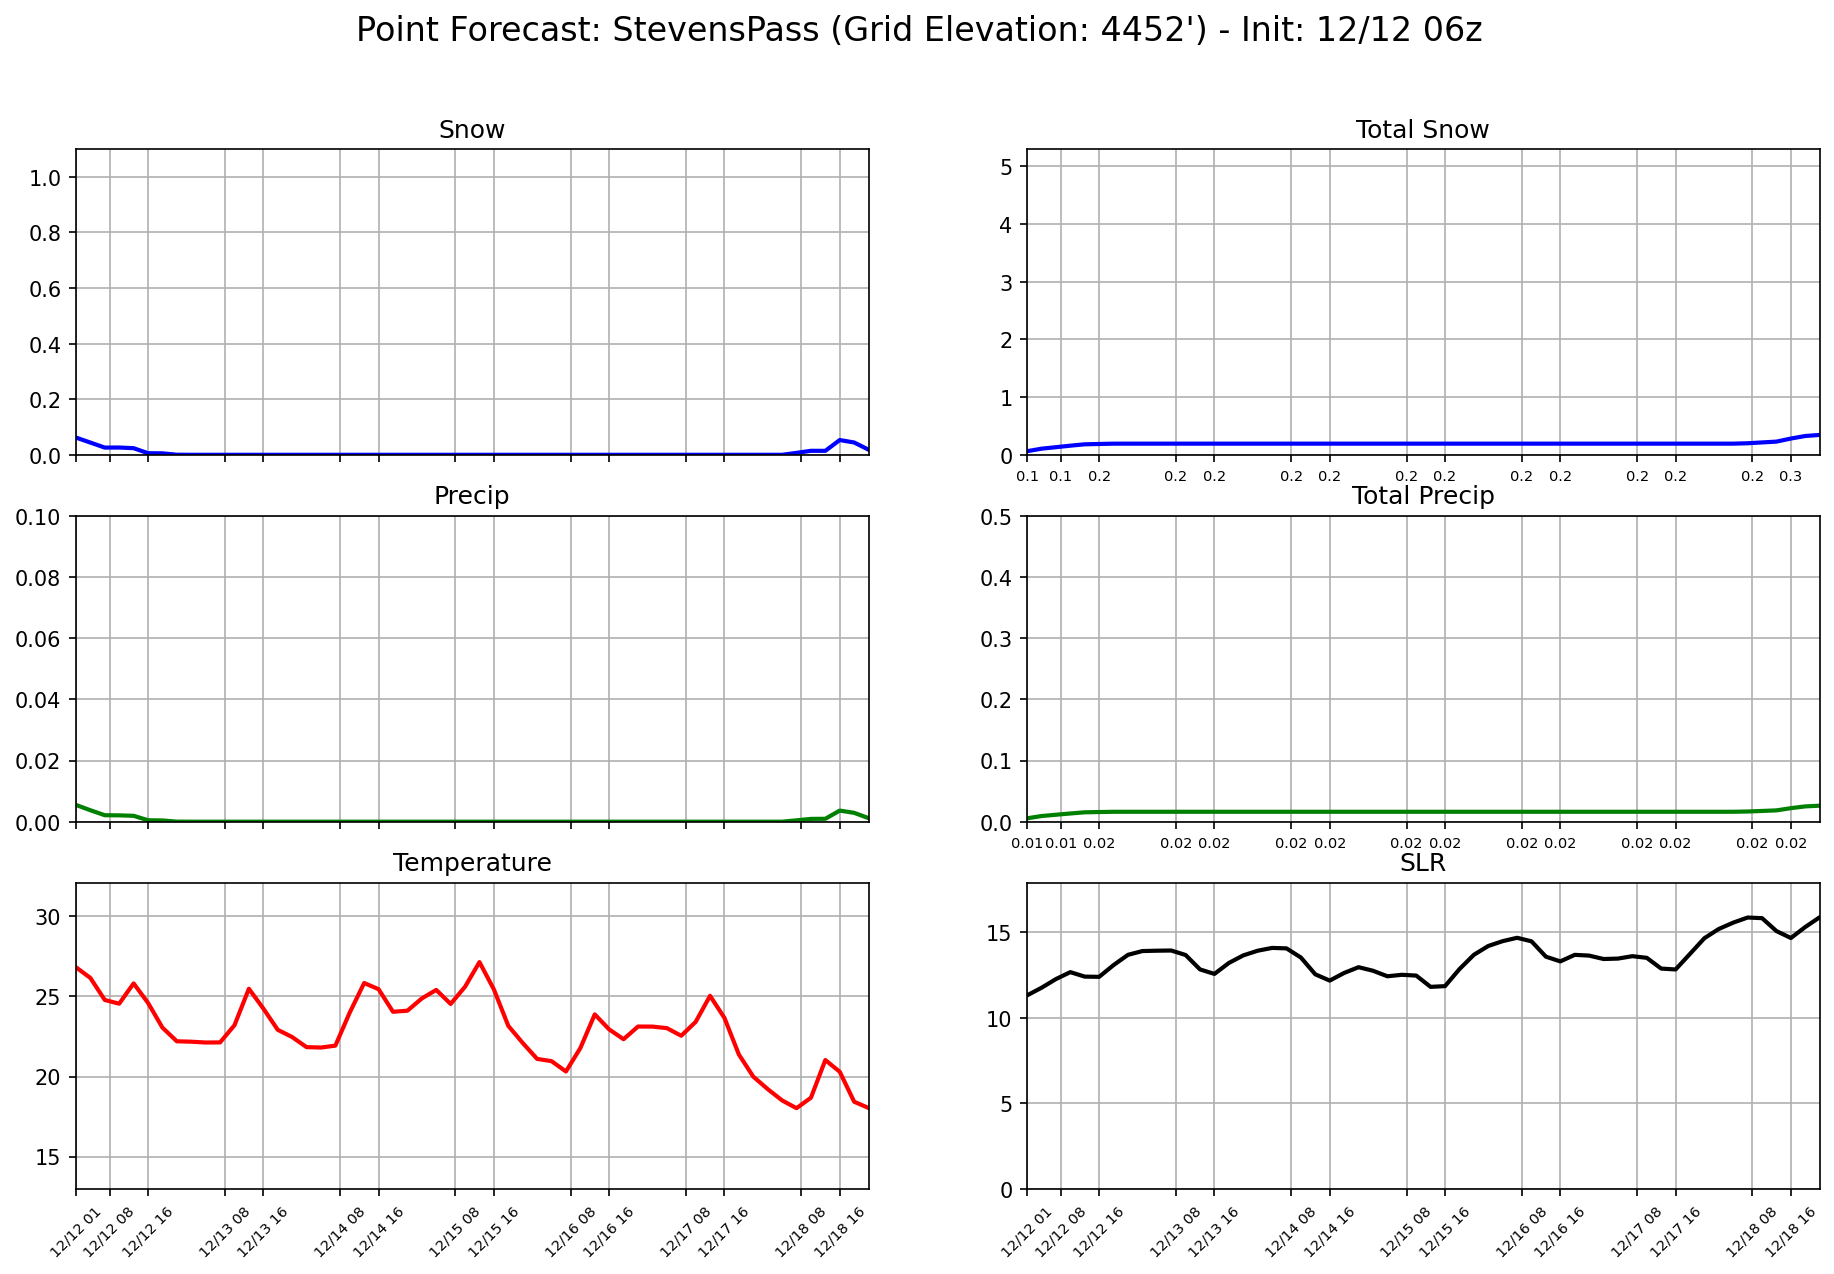 Point Forecast: StevensPass (Grid Elevation: 4452') - Init: 12/12 06z
Snow
1.0
0.8
0.6
0.4
0.2
0.0
Total Snow
5
4
3
2
1
0
0.1 0.1 0.2 0.2 0.2 0.2 0.2 0.2 0.2 0.2 0.2 0.2 0.2 0.2 0.3
Precip
0.10
0.08
0.06
0.04
0.02
0.00
Total Precip
0.5
0.4
0.3
0.2
0.1
0.0
0.01 0.01 0.02 0.02 0.02 0.02 0.02 0.02 0.02 0.02 0.02 0.02 0.02 0.02 0.02
Temperature
30
25
20
15
12/12 01 12/12 08 12/12 16 12/13 08 12/13 16 12/14 08 12/14 16 12/15 08 12/15 16 12/16 08 12/16 16 12/17 08 12/17 16 12/18 08 12/18 16
SLR
15
10
5
0
12/12 01 12/12 08 12/12 16 12/13 08 12/13 16 12/14 08 12/14 16 12/15 08 12/15 16 12/16 08 12/16 16 12/17 08 12/17 16 12/18 08 12/18 16